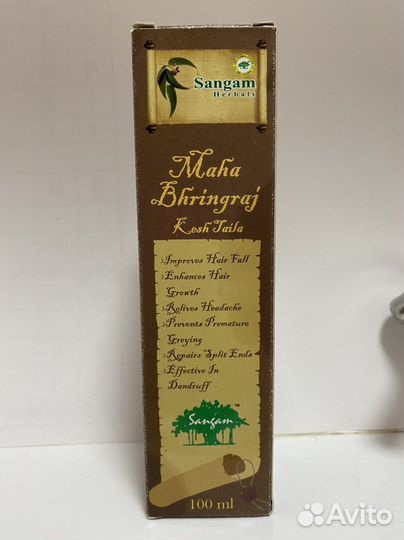 Sangam
Herbals
Maha
Bhringraj
Kesh Taila
›Improves Hair Fall
›Enhances Hair
Growth
›Relives Headache
›Prevents Premature
Greying
›Repairs Split Ends
›Effective In
Dandruff
Sangam
100 ml
Avito